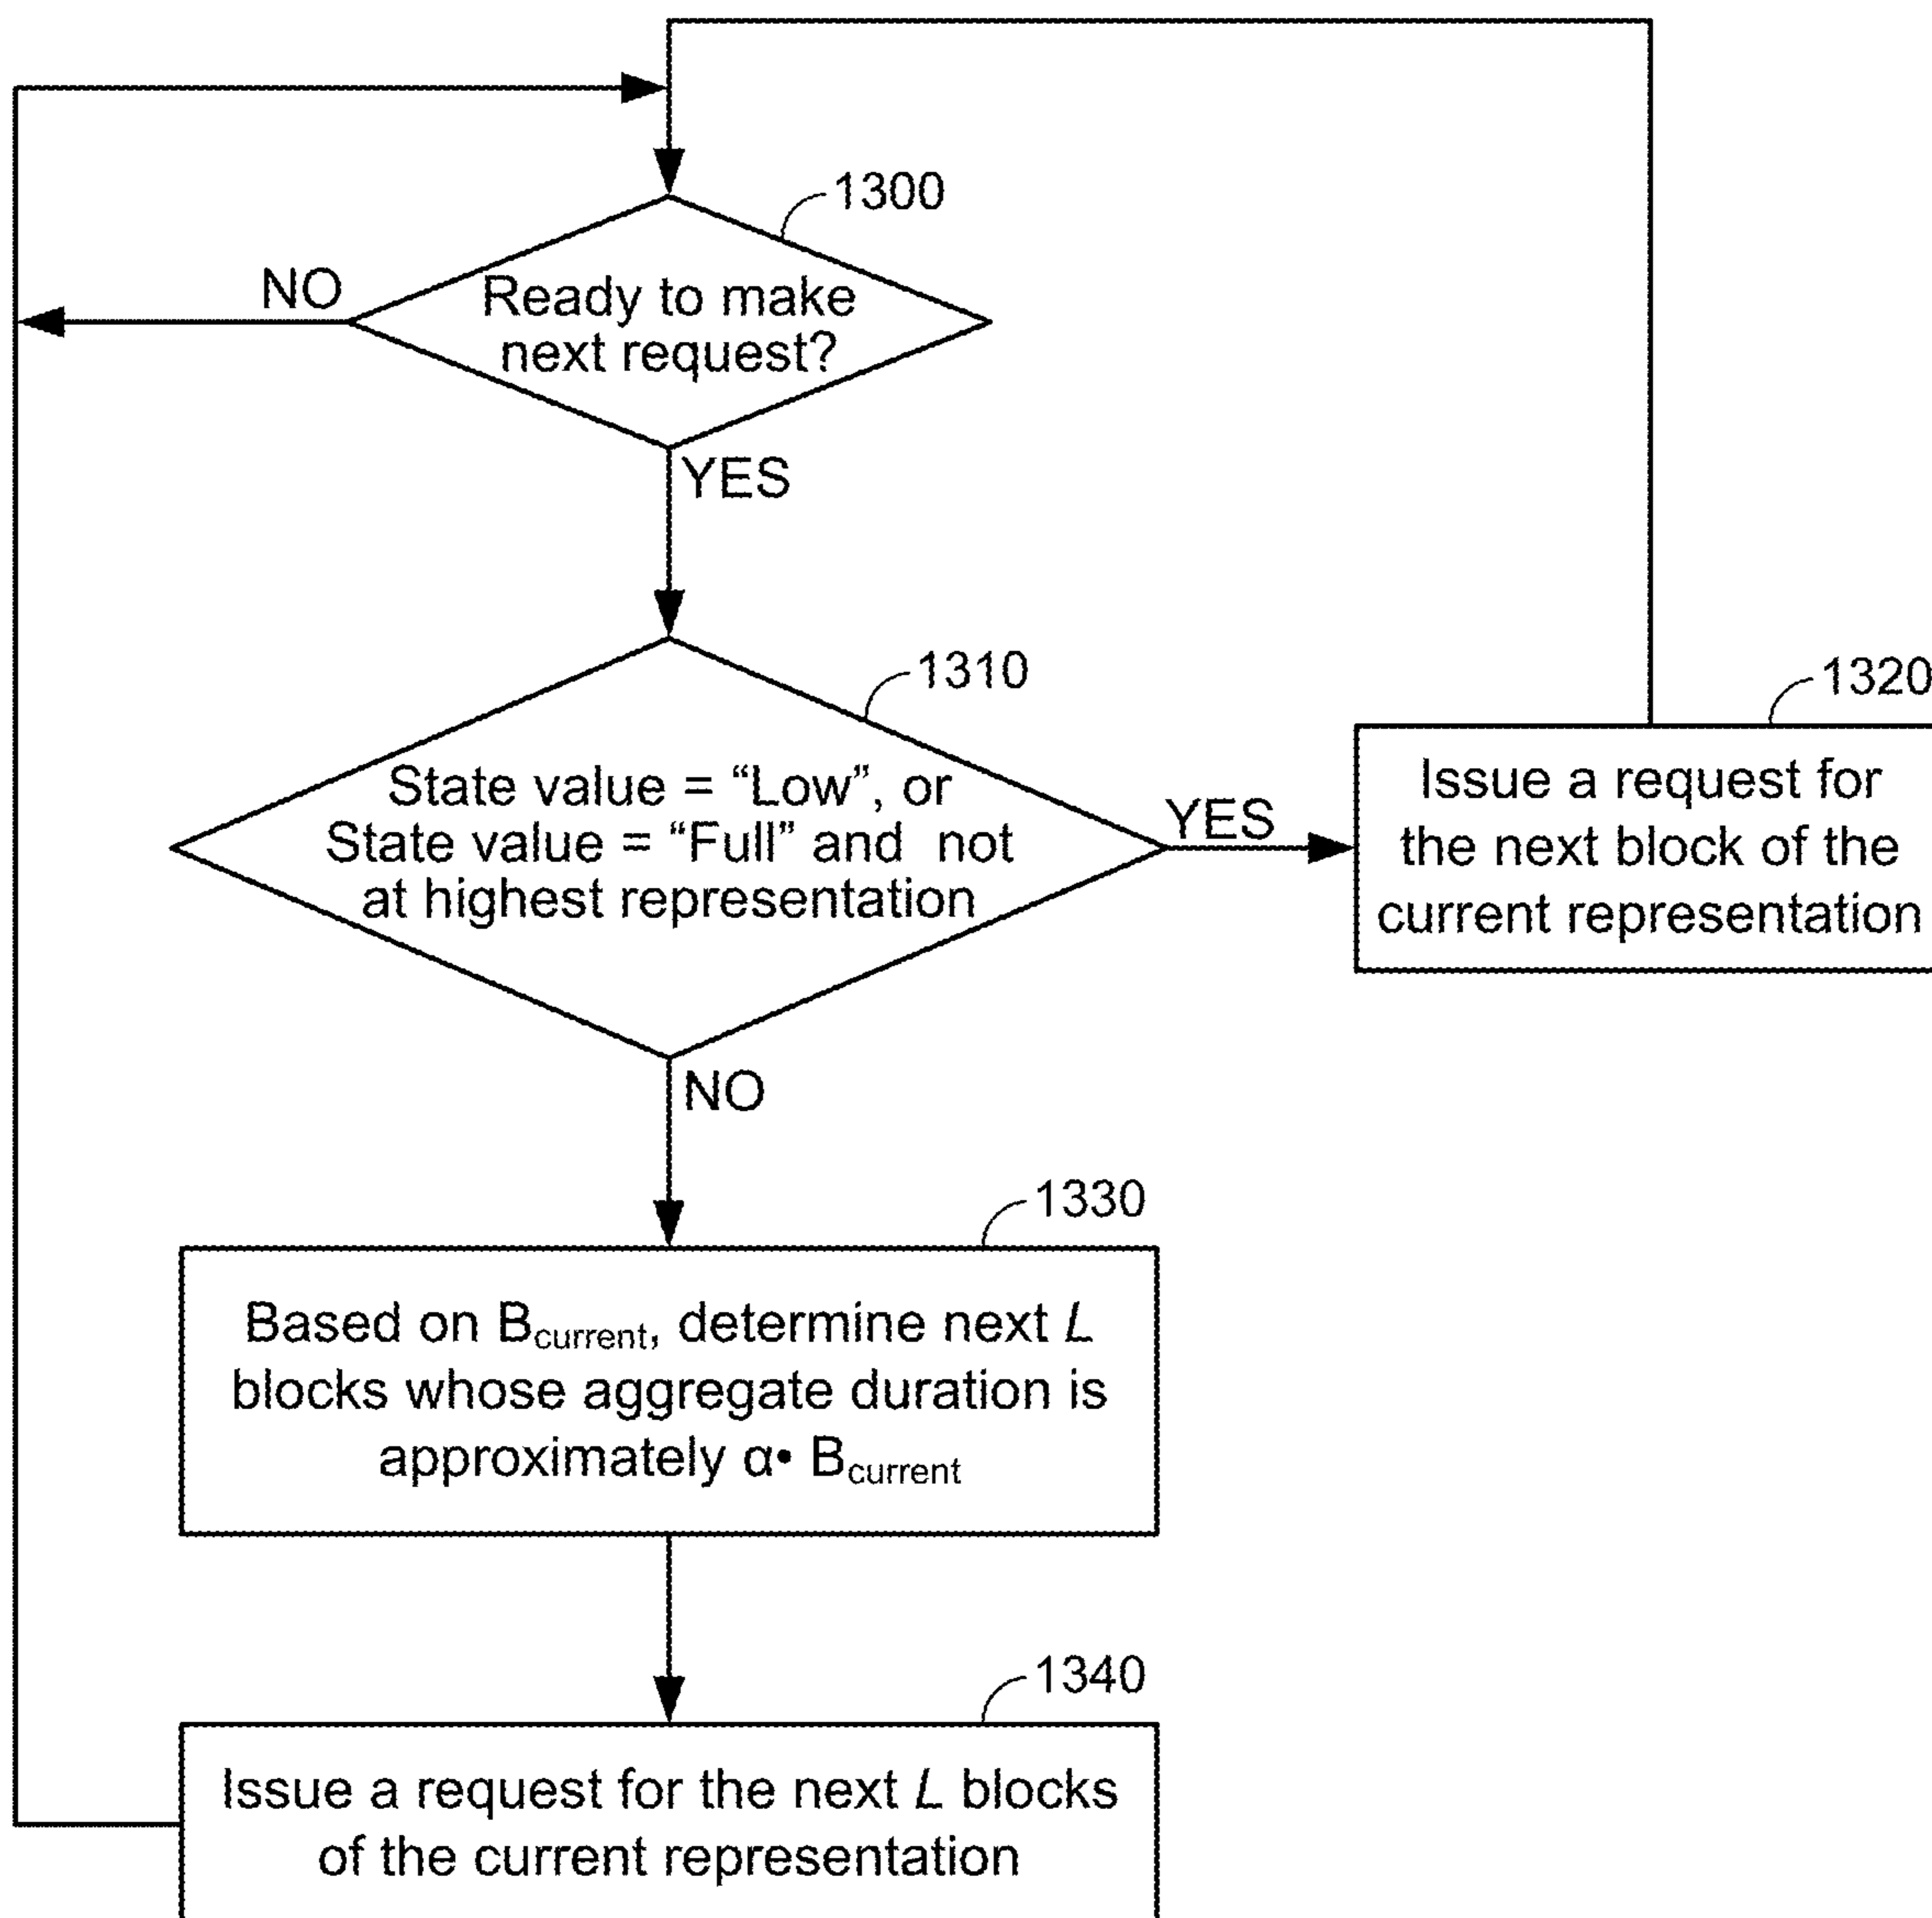 1300
NO
Ready to make
next request?
YES
1310
State value = “Low”, or
State value = “Full” and not
at highest representation
YES
1320
Issue a request for
the next block of the
current representation
NO
1330
Based on Bcurrent, determine next L
blocks whose aggregate duration is
approximately α• Bcurrent
1340
Issue a request for the next L blocks
of the current representation